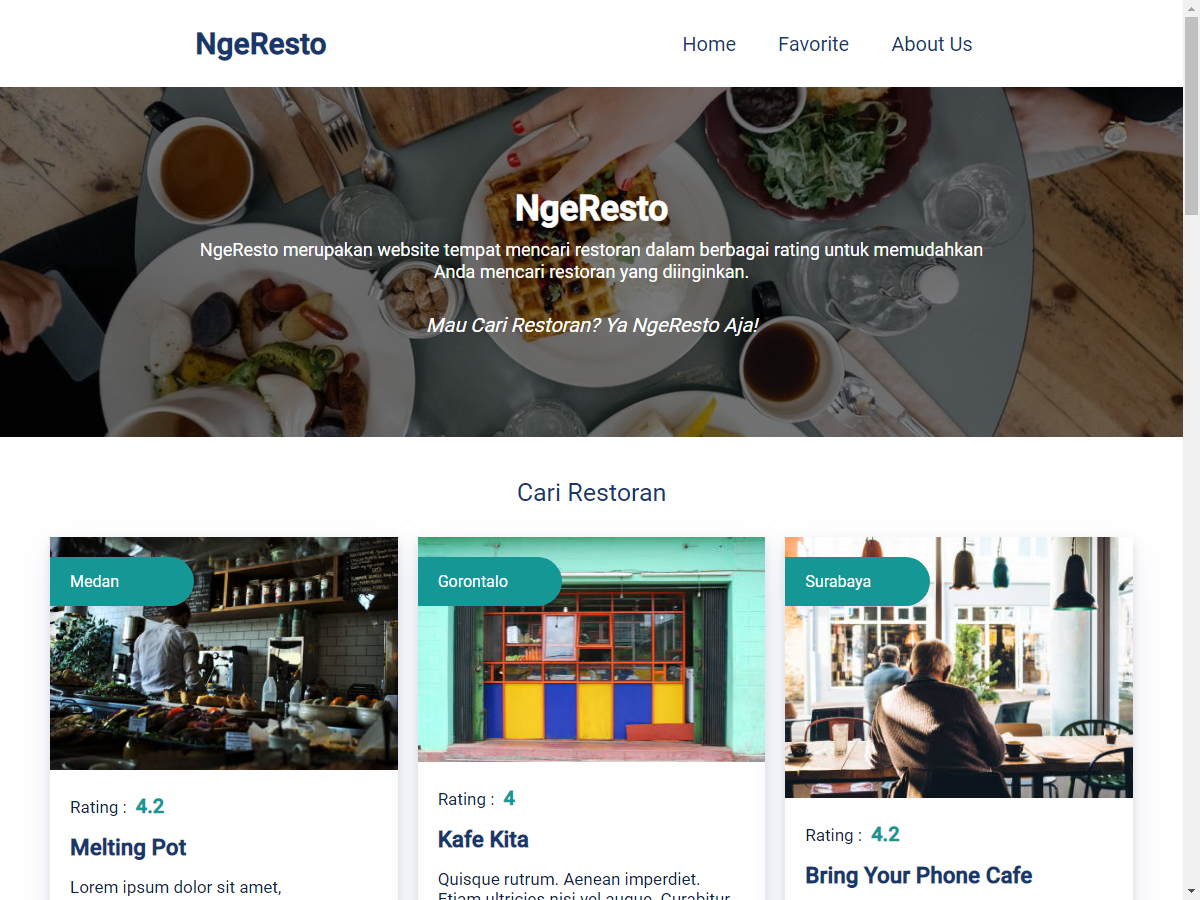 NgeResto
Home
Favorite
About Us
NgeResto
NgeResto merupakan website tempat mencari restoran dalam berbagai rating untuk memudahkan
Anda mencari restoran yang diinginkan.
Mau Cari Restoran? Ya NgeResto Aja!
Cari Restoran
Medan
Rating : 4.2
Melting Pot
Lorem ipsum dolor sit amet,
Gorontalo
Rating : 4
Kafe Kita
Quisque rutrum. Aenean imperdiet.
Etiam ultricies nisi vel augue. Curabitur
Surabaya
Rating : 4.2
Bring Your Phone Cafe